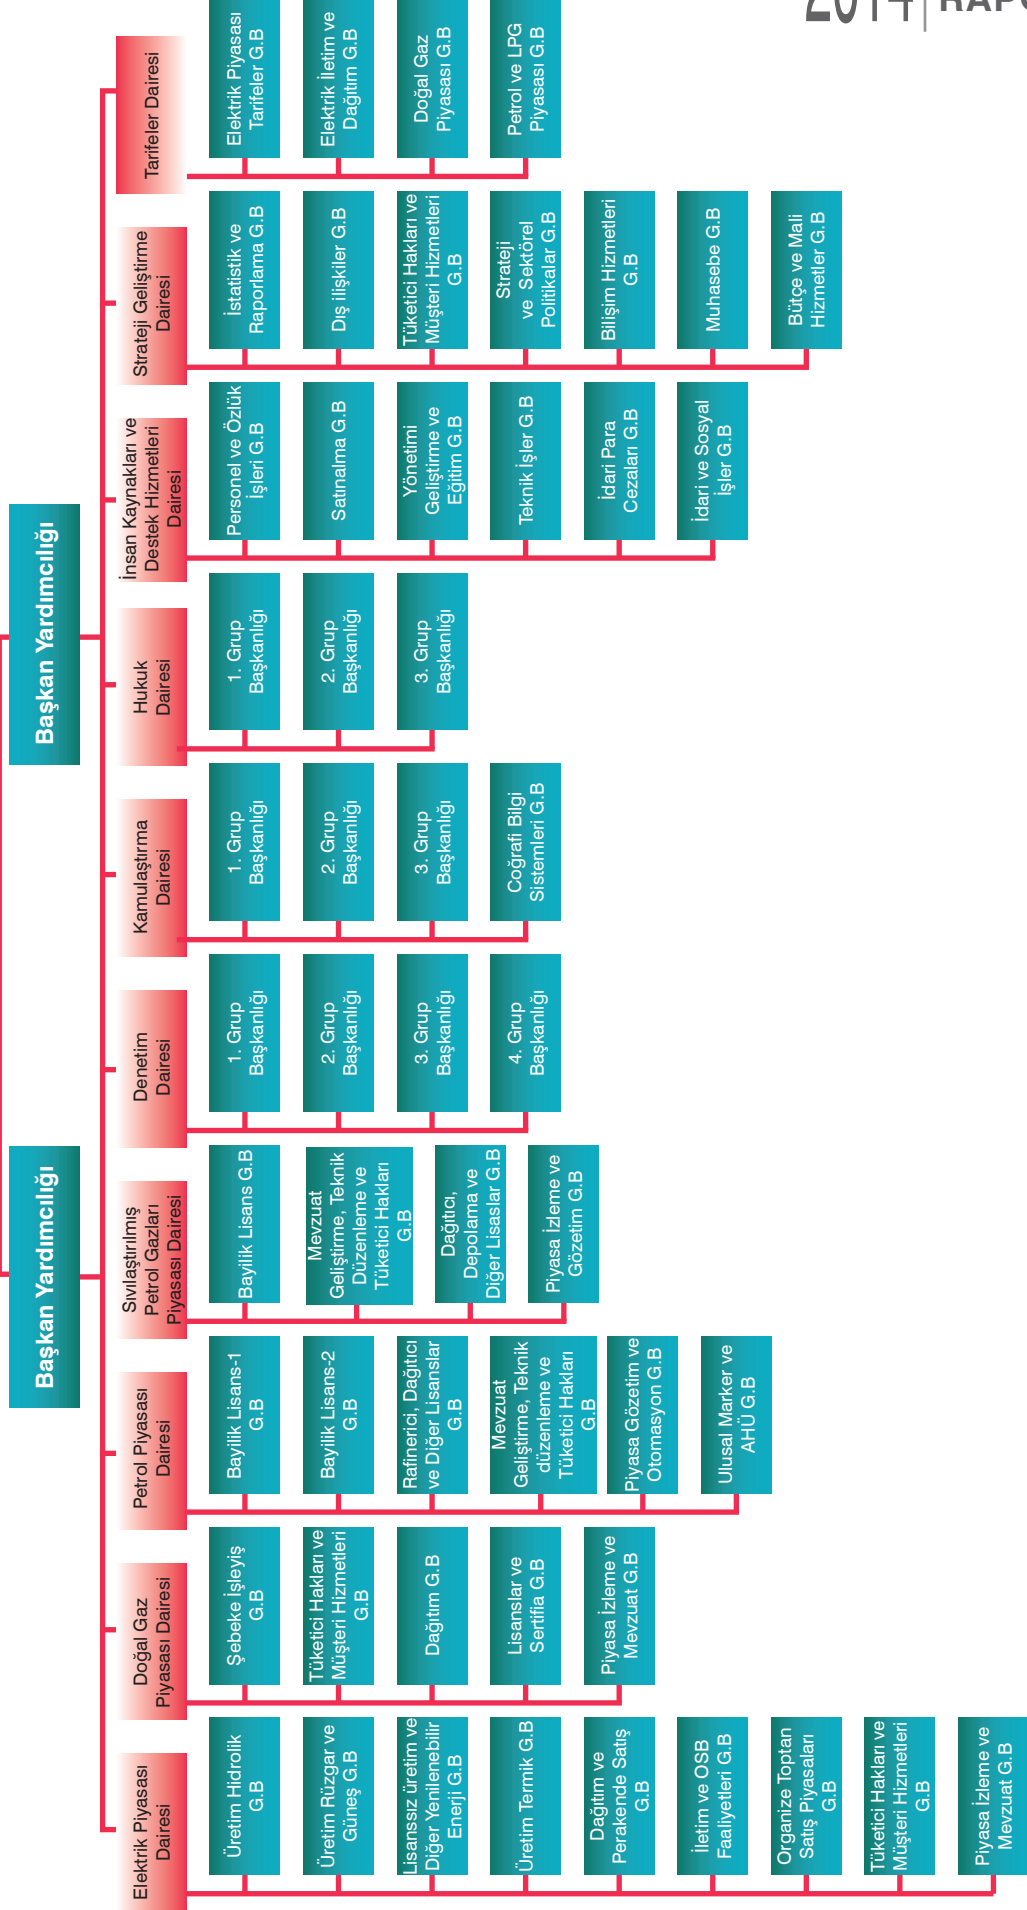 2014
Başkan Yardımcılığı
Başkan Yardımcılığı
Elektrik Piyasası
Dairesi
Üretim Hidrolik
G.B
Üretim Rüzgar ve
Güneş G.B
Lisanssız üretim ve
Diğer Yenilenebilir
Enerji G.B
Üretim Termik G.B
Dağıtım ve
Perakende Satış
G.B
İletim ve OSB
Faaliyetleri G.B
Organize Toptan
Satış Piyasaları
G.B
Tüketici Hakları ve
Müşteri Hizmetleri
G.B
Piyasa İzleme ve
Mevzuat G.B
Doğal Gaz
Piyasası Dairesi
Şebeke İşleyiş
G.B
Tüketici Hakları ve
Müşteri Hizmetleri
G.B
Dağıtım G.B
Lisanslar ve
Sertifia G.B
Piyasa İzleme ve
Mevzuat G.B
Petrol Piyasası
Dairesi
Bayilik Lisans-1
G.B
Bayilik Lisans-2
G.B
Rafinerici, Dağıtıcı
ve Diğer Lisanslar
G.B
Mevzuat
Geliştirme, Teknik
düzenleme ve
Tüketici Hakları
G.B
Piyasa Gözetim ve
Otomasyon G.B
Ulusal Marker ve
AHÜ G.B
Sıvılaştırılmış
Petrol Gazları
Piyasası Dairesi
Bayilik Lisans G.B
Mevzuat
Geliştirme, Teknik
Düzenleme ve
Tüketici Hakları
G.B
Dağıtıcı,
Depolama ve
Diğer Lisaslar G.B
Piyasa İzleme ve
Gözetim G.B
Denetim
Dairesi
1. Grup
Başkanlığı
2. Grup
Başkanlığı
3. Grup
Başkanlığı
4. Grup
Başkanlığı
Kamulaştırma
Dairesi
1. Grup
Başkanlığı
2. Grup
Başkanlığı
3. Grup
Başkanlığı
Coğrafi Bilgi
Sistemleri G.B
Hukuk
Dairesi
1. Grup
Başkanlığı
2. Grup
Başkanlığı
3. Grup
Başkanlığı
İnsan Kaynakları ve
Destek Hizmetleri
Dairesi
Personel ve Özlük
İşleri G.B
Satınalma G.B
Yönetimi
Geliştirme ve
Eğitim G.B
Teknik İşler G.B
İdari Para
Cezaları G.B
İdari ve Sosyal
İşler G.B
Strateji Geliştirme
Dairesi
İstatistik ve
Raporlama G.B
Dış ilişkiler G.B
Tüketici Hakları ve
Müşteri Hizmetleri
G.B
Strateji
ve Sektörel
Politikalar G.B
Bilişim Hizmetleri
G.B
Muhasebe G.B
Bütçe ve Mali
Hizmetler G.B
Tarifeler Dairesi
Elektrik Piyasası
Tarifeler G.B
Elektrik İletim ve
Dağıtım G.B
Doğal Gaz
Piyasası G.B
Petrol ve LPG
Piyasası G.B